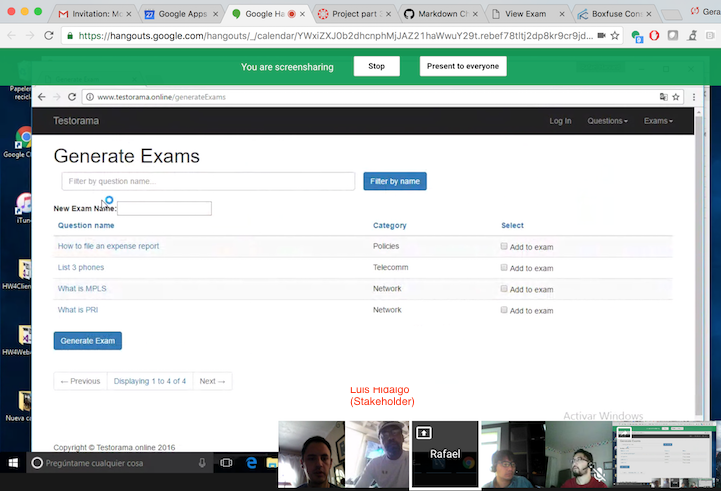 Invitation: Mo
Google Apps
Google Ha
Project part 2
Markdown Ch
View Exam
Boxfuse Con
Gera
https://hangouts.google.com/hangouts/_/calendar/
You are screensharing
Stop
Present to everyone
www.testorama.online/generateExams
Testorama
Log In
Questions
Exams
Generate Exams
Filter by question name...
Filter by name
New Exam Name:
Question name Category Select
How to file an expense report Policies Add to exam
List 3 phones Telecomm Add to exam
What is MPLS Network Add to exam
What is PRI Network Add to exam
Generate Exam
← Previous
Displaying 1 to 4 of 4
Next →
Luis Hidalgo
(Stakeholder)
Activar Windows
Rafael
Copyright © Testorama.online 2016
Pregúntame cualquier cosa
Google Ch
iTun
HW4Clien
HW4Web
Nueva ca